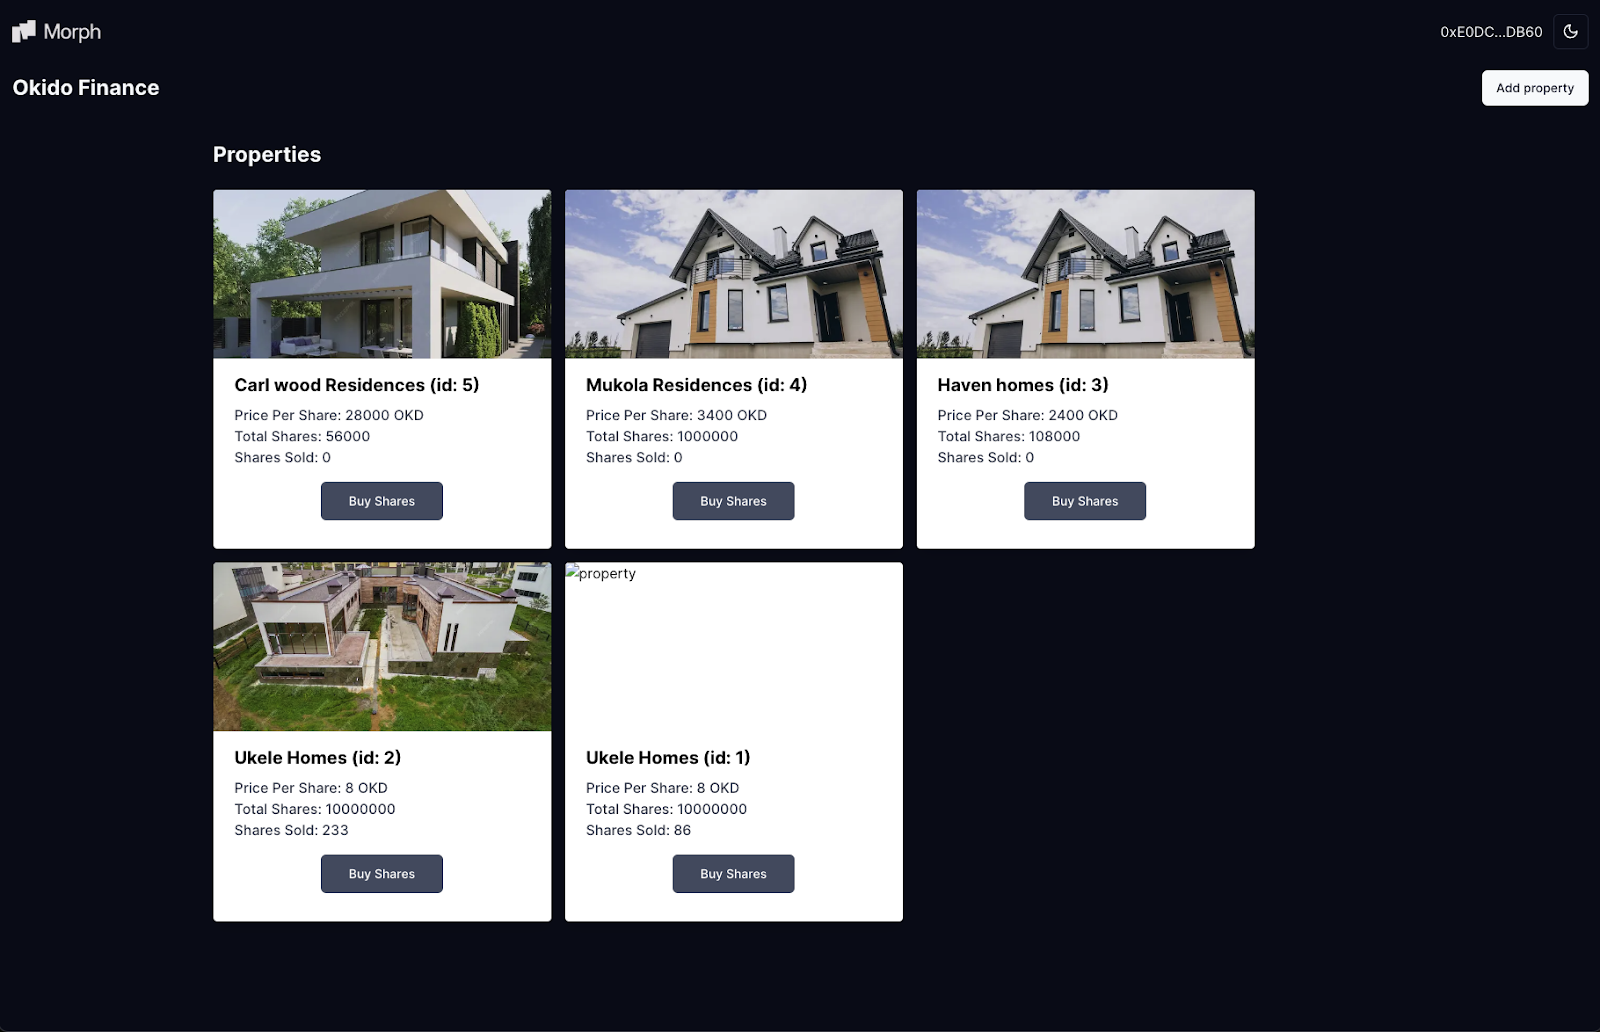 Morph
0xE0DC...DB60
Okido Finance
Add property
Properties
Carl wood Residences (id: 5)
Price Per Share: 28000 OKD
Total Shares: 56000
Shares Sold: 0
Buy Shares
Mukola Residences (id: 4)
Price Per Share: 3400 OKD
Total Shares: 1000000
Shares Sold: 0
Buy Shares
Haven homes (id: 3)
Price Per Share: 2400 OKD
Total Shares: 108000
Shares Sold: 0
Buy Shares
Ukele Homes (id: 2)
Price Per Share: 8 OKD
Total Shares: 10000000
Shares Sold: 233
Buy Shares
property
Ukele Homes (id: 1)
Price Per Share: 8 OKD
Total Shares: 10000000
Shares Sold: 86
Buy Shares